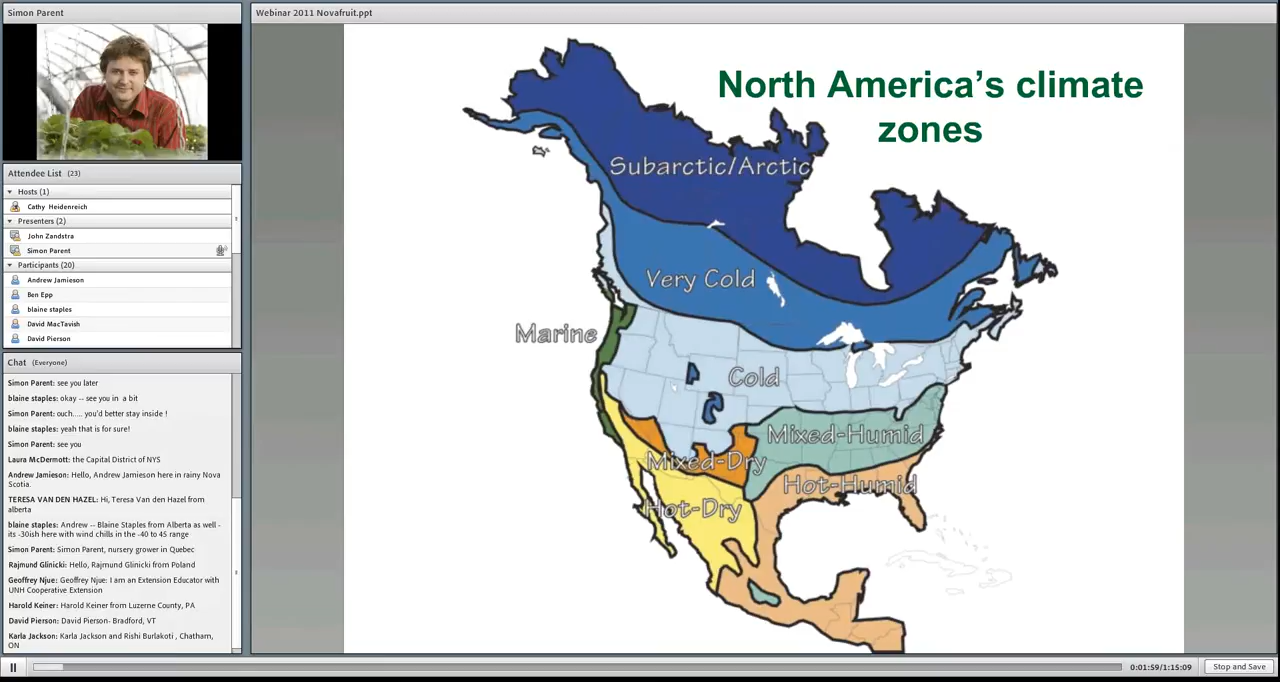 Simon Parent
Webinar 2011 Novafruit.ppt
Attendee List (23)
Hosts (1)
Cathy Heidenreich
Presenters (2)
John Zandstra
Simon Parent
Participants (20)
Andrew Jamieson
Ben Epp
blaine staples
David MacTavish
David Pierson
Chat (Everyone)
Simon Parent: see you later
blaine staples: okay -- see you in a bit
Simon Parent: ouch..... you'd better stay inside !
blaine staples: yeah that is for sure!
Simon Parent: see you
Laura McDermott: the Capital District of NYS
Andrew Jamieson: Hello, Andrew Jamieson here in rainy Nova
Scotia.
TERESA VAN DEN HAZEL: Hi, Teresa Van den Hazel from
alberta
blaine staples: Andrew -- Blaine Staples from Alberta as well -
its -30ish here with wind chills in the -40 to 45 range
Simon Parent: Simon Parent, nursery grower in Quebec
Rajmund Glinicki: Hello, Rajmund Glinicki from Poland
Geoffrey Njue: Geoffrey Njue: I am an Extension Educator with
UNH Cooperative Extension
Harold Keiner: Harold Keiner from Luzerne County, PA
David Pierson: David Pierson- Bradford, VT
Karla Jackson: Karla Jackson and Rishi Burlakoti , Chatham,
ON
North America's climate
zones
Subarctic/Arctic
Very Cold
Marine
Cold
Mixed-Humid
Mixed-Dry
Hot-Humid
Hot-Dry
0:01:59/1:15:09
Stop and Save